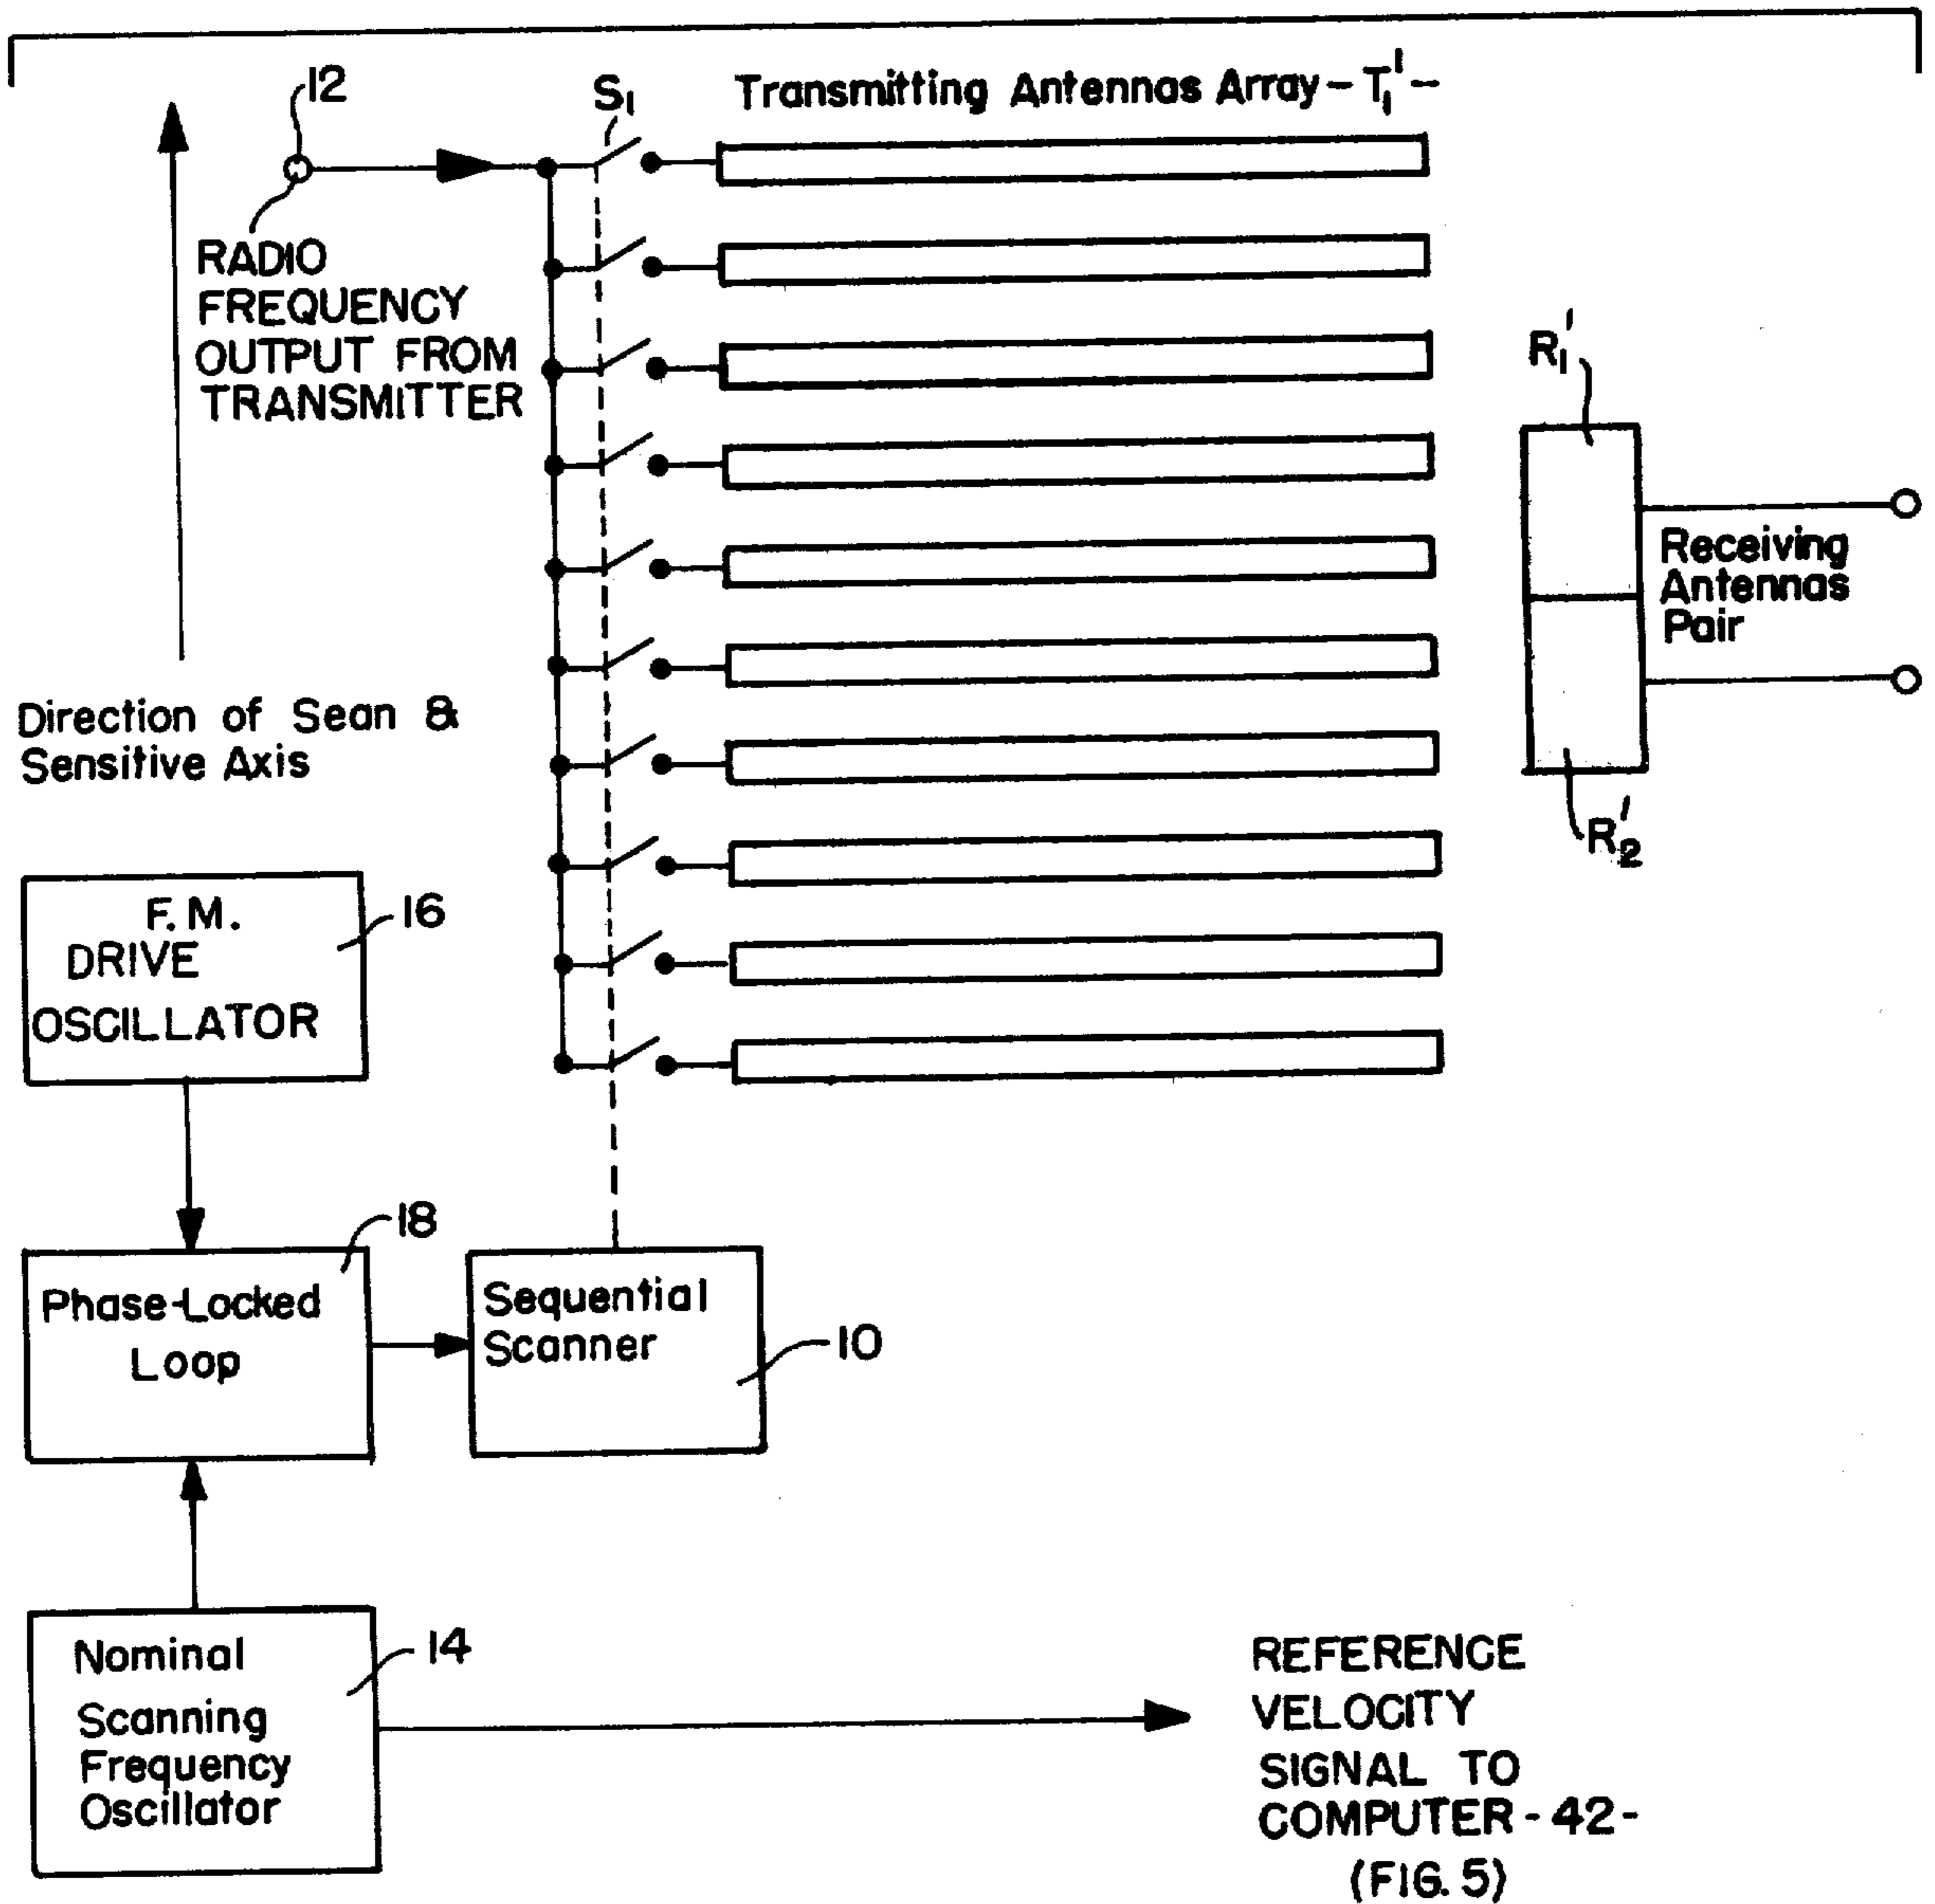 12
S1
Transmitting Antennas Array-T1'-
RADIO
FREQUENCY
OUTPUT FROM
TRANSMITTER
R1'
Receiving
Antennas
Pair
R2'
Direction of Sean &
Sensitive Axis
F.M.
DRIVE
OSCILLATOR
16
18
Phase-Locked
Loop
Sequential
Scanner
10
Nominal
Scanning
Frequency
Oscillator
14
REFERENCE
VELOCITY
SIGNAL TO
COMPUTER-42-
(FIG. 5)